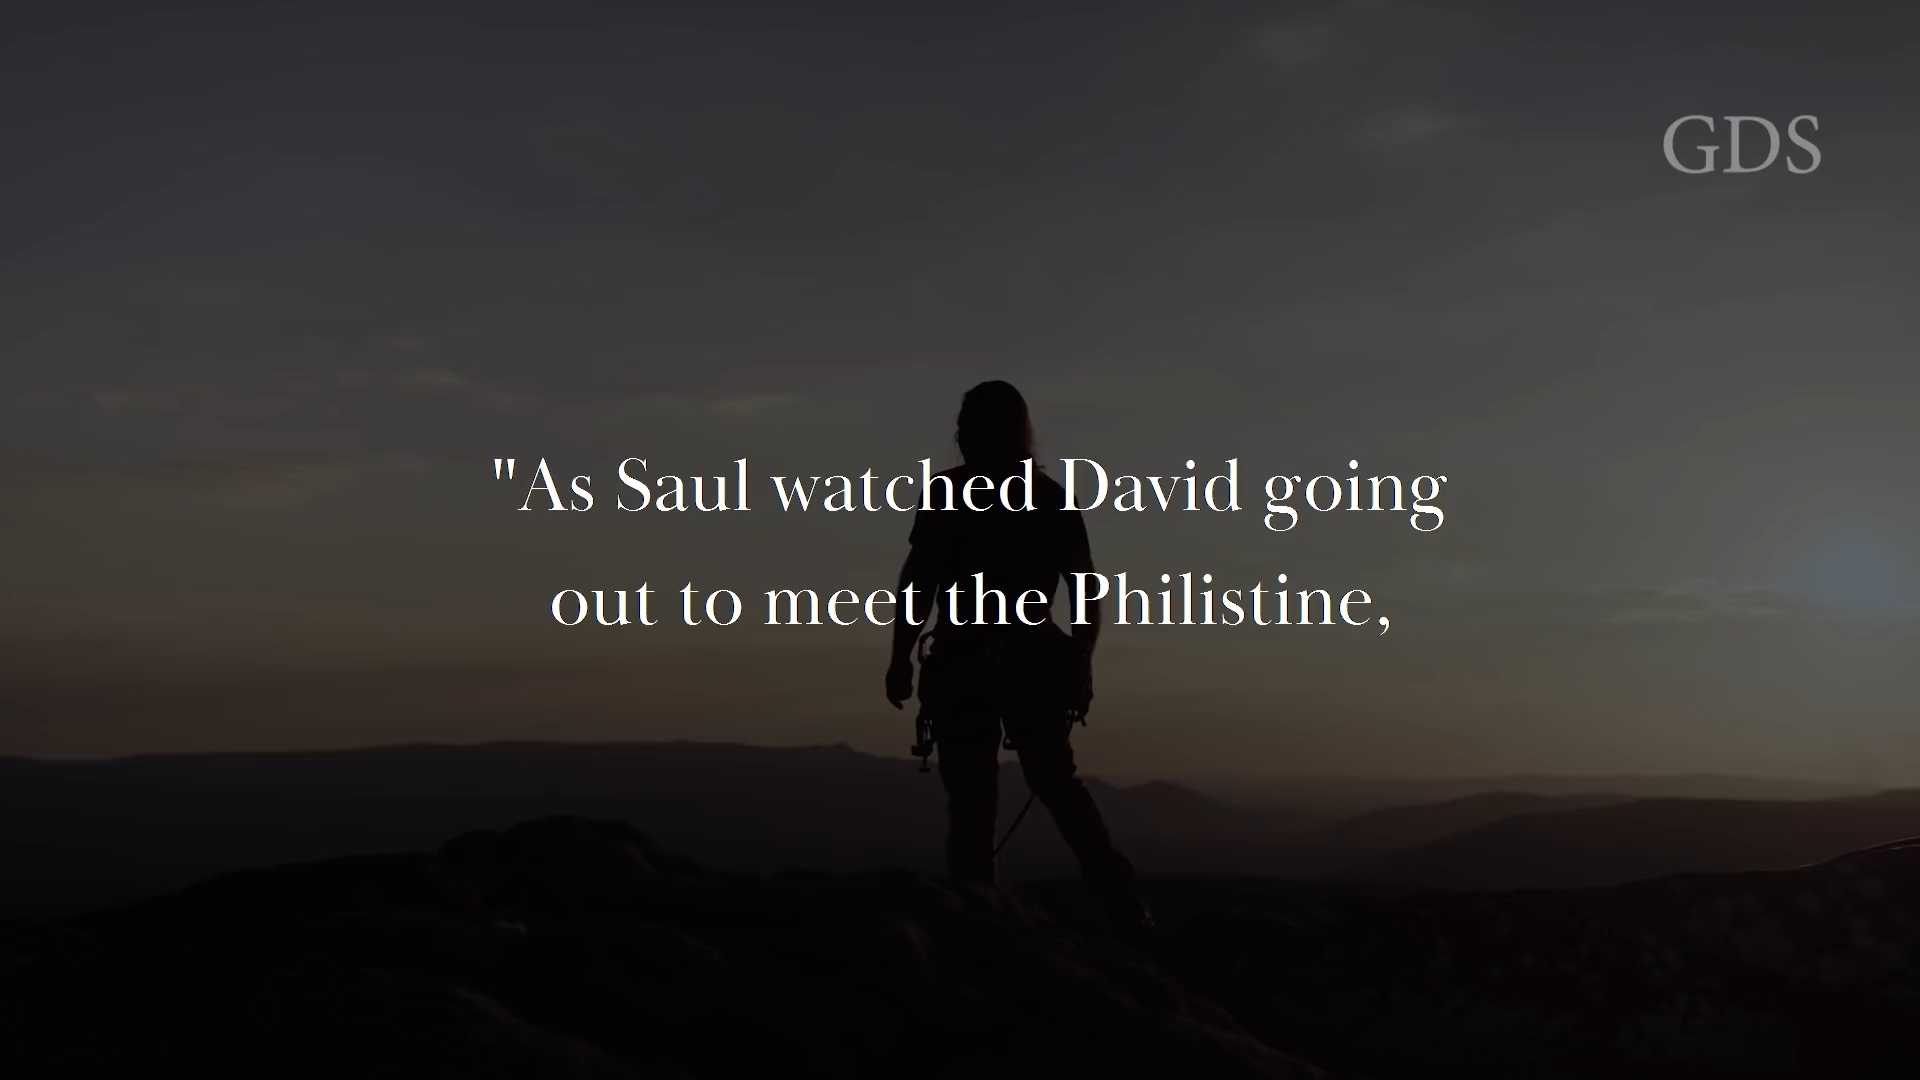 GDS
"As Saul watched David going
out to meet the Philistine,